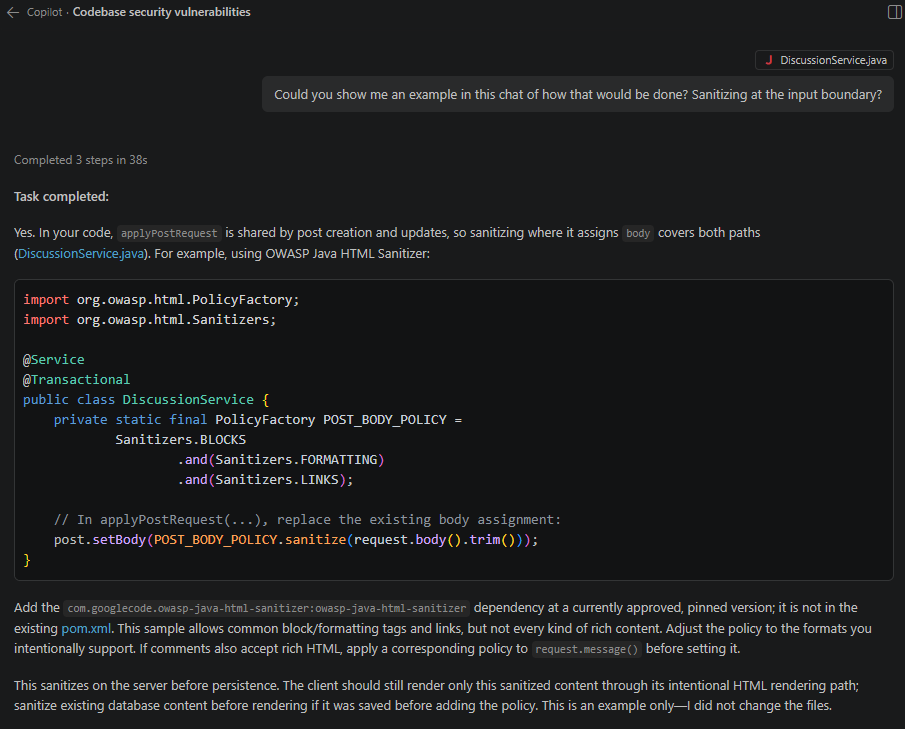 Copilot · Codebase security vulnerabilities
DiscussionService.java
Could you show me an example in this chat of how that would be done? Sanitizing at the input boundary?
Completed 3 steps in 38s
Task completed:
Yes. In your code, applyPostRequest is shared by post creation and updates, so sanitizing where it assigns body covers both paths
(DiscussionService.java). For example, using OWASP Java HTML Sanitizer:
import org.owasp.html.PolicyFactory;
import org.owasp.html.Sanitizers;
@Service
@Transactional
public class DiscussionService {
    private static final PolicyFactory POST_BODY_POLICY =
            Sanitizers.BLOCKS
                    .and(Sanitizers.FORMATTING)
                    .and(Sanitizers.LINKS);
    // In applyPostRequest(...), replace the existing body assignment:
    post.setBody(POST_BODY_POLICY.sanitize(request.body().trim()));
}
Add the com.googlecode.owasp-java-html-sanitizer:owasp-java-html-sanitizer dependency at a currently approved, pinned version; it is not in the
existing pom.xml. This sample allows common block/formatting tags and links, but not every kind of rich content. Adjust the policy to the formats you
intentionally support. If comments also accept rich HTML, apply a corresponding policy to request.message() before setting it.
This sanitizes on the server before persistence. The client should still render only this sanitized content through its intentional HTML rendering path;
sanitize existing database content before rendering if it was saved before adding the policy. This is an example only—I did not change the files.